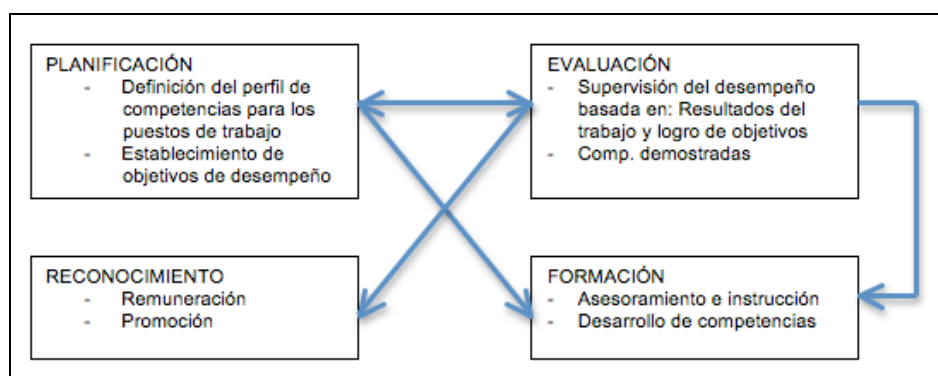 PLANIFICACIÓN
- Definición del perfil de
competencias para los
puestos de trabajo
- Establecimiento de
objetivos de desempeño
EVALUACIÓN
- Supervisión del desempeño
basada en: Resultados del
trabajo y logro de objetivos
- Comp. demostradas
RECONOCIMIENTO
- Remuneración
- Promoción
FORMACIÓN
- Asesoramiento e instrucción
- Desarrollo de competencias